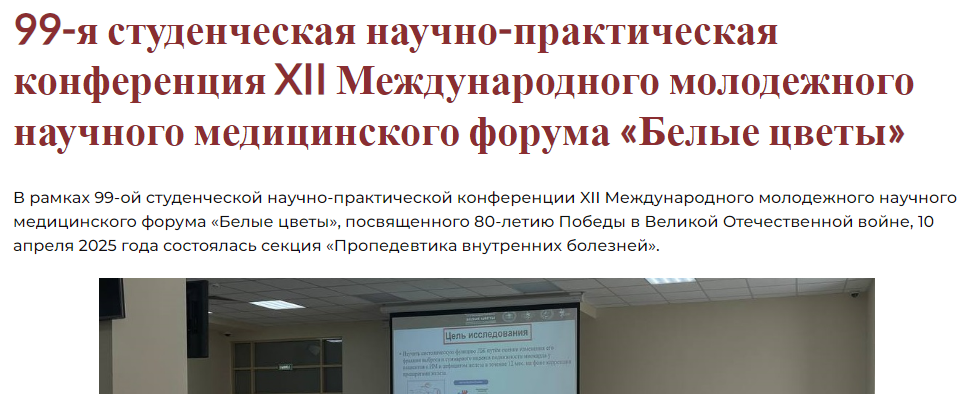 99-я студенческая научно-практическая
конференция XII Международного молодежного
научного медицинского форума «Белые цветы»
В рамках 99-ой студенческой научно-практической конференции XII Международного молодежного научного
медицинского форума «Белые цветы», посвященного 80-летию Победы в Великой Отечественной войне, 10
апреля 2025 года состоялась секция «Пропедевтика внутренних болезней».
Цель исследования